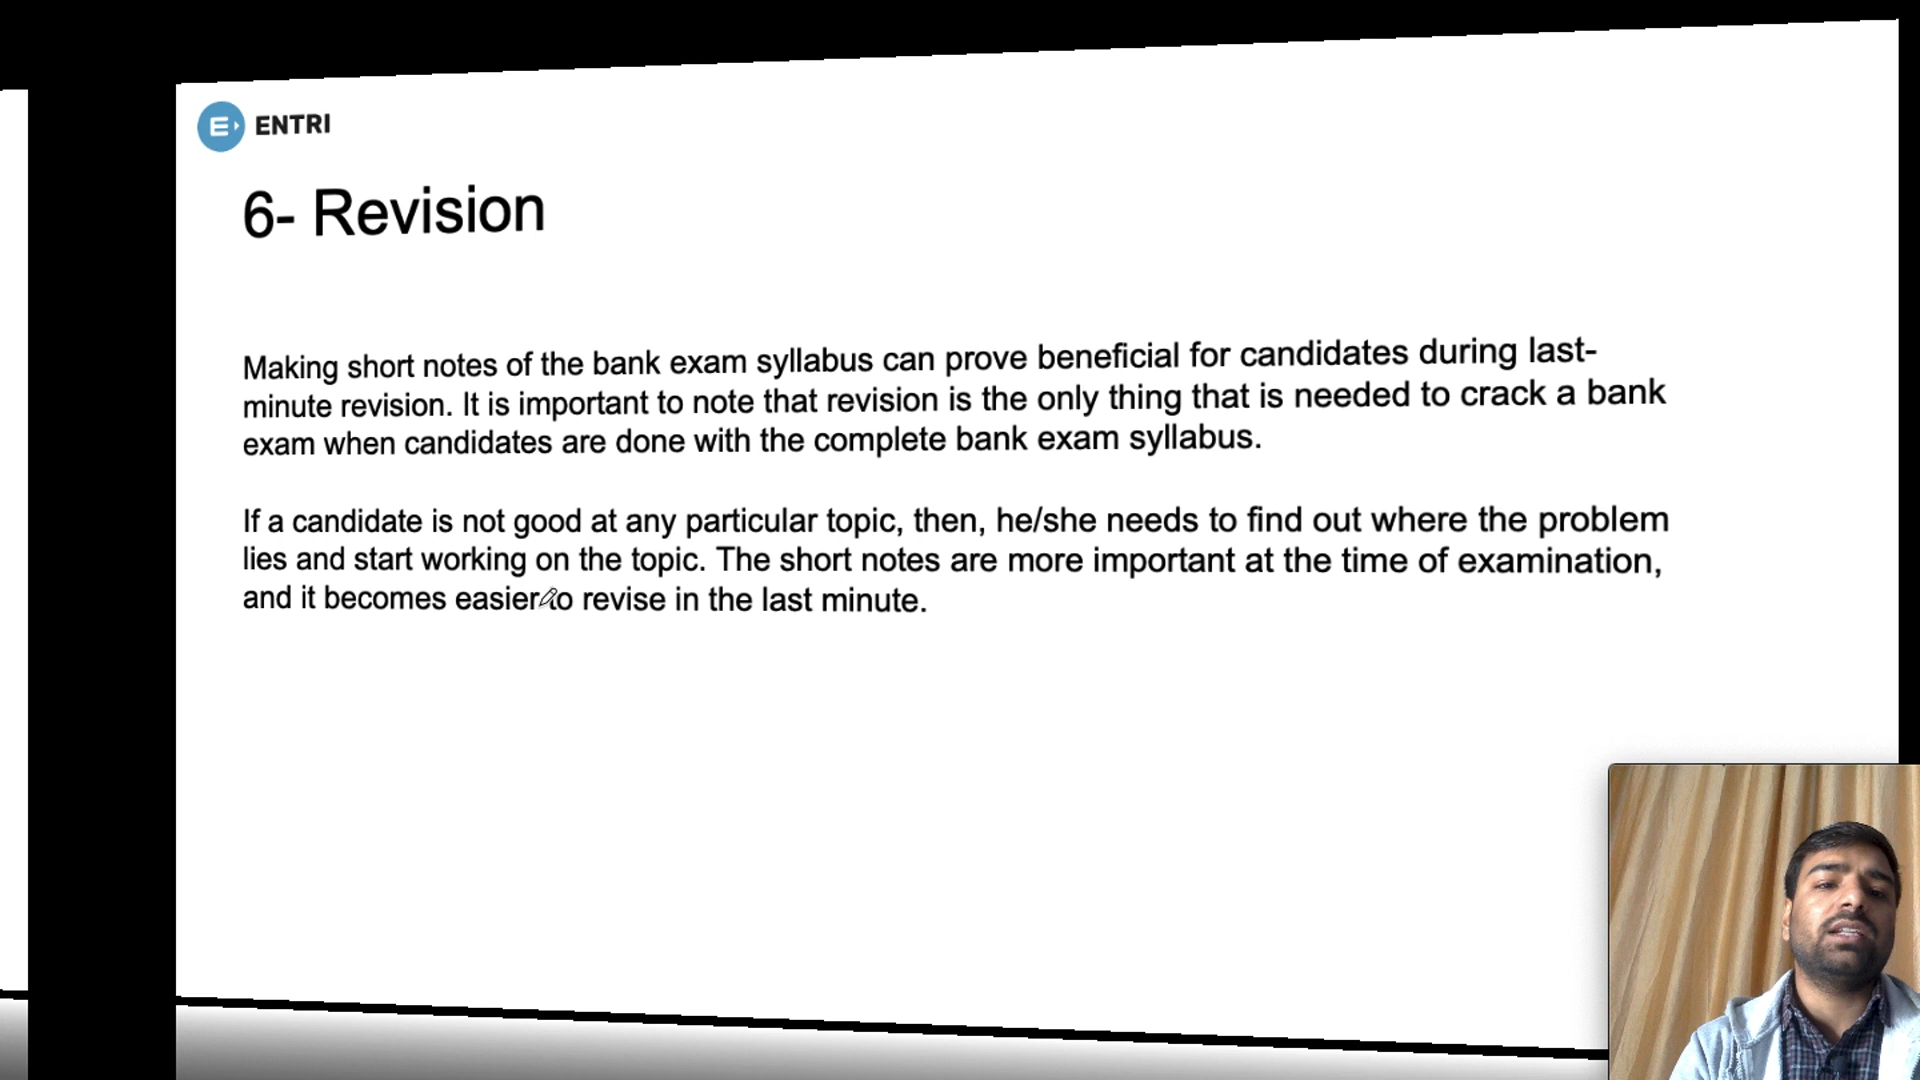 ENTRI
6- Revision
Making short notes of the bank exam syllabus can prove beneficial for candidates during last-
minute revision. It is important to note that revision is the only thing that is needed to crack a bank
exam when candidates are done with the complete bank exam syllabus.
If a candidate is not good at any particular topic, then, he/she needs to find out where the problem
lies and start working on the topic. The short notes are more important at the time of examination,
and it becomes easier to revise in the last minute.